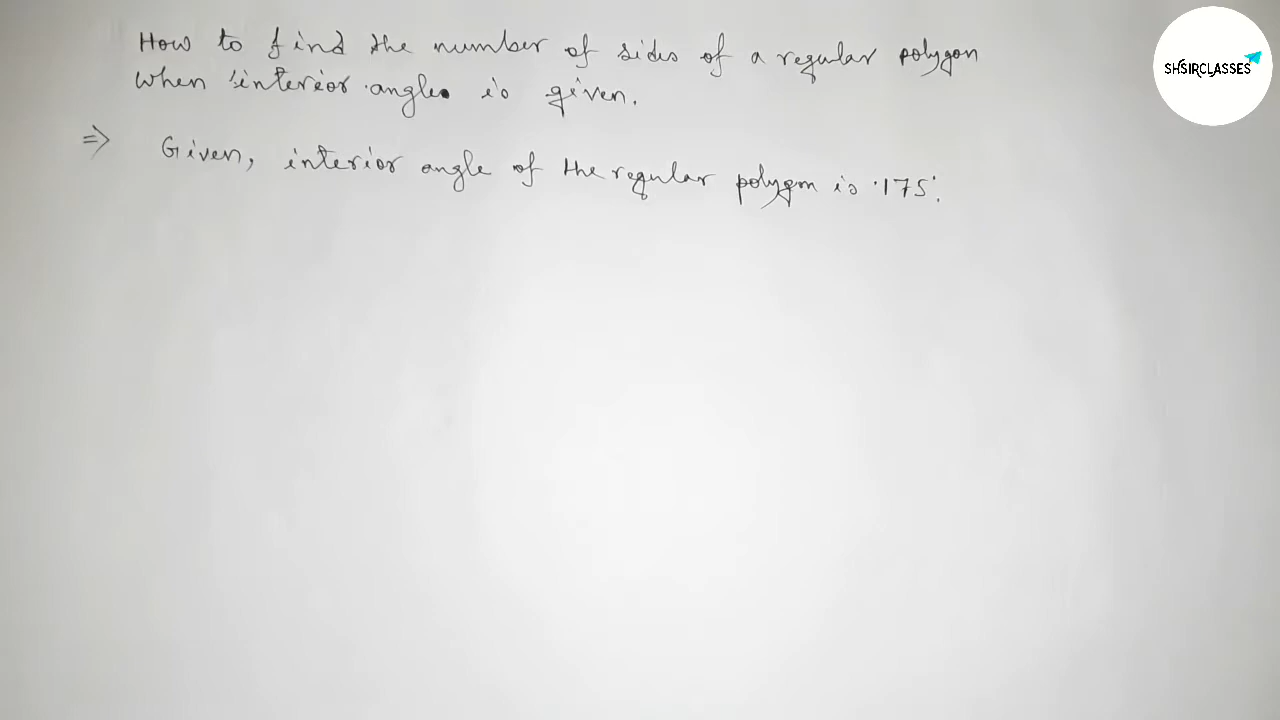 How to find the number of sides of a regular polygon
when interior angle is given.
⇒ Given, interior angle of the regular polygon is 175°.
SHSIRCLASSES